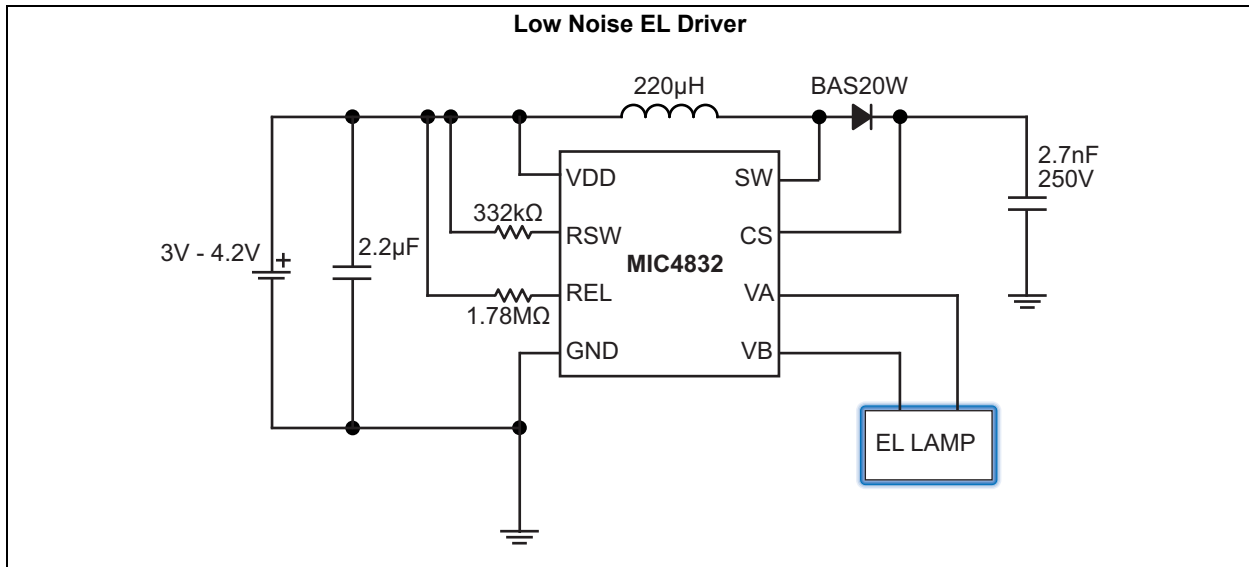 Low Noise EL Driver
220µH
BAS20W
2.7nF
250V
VDD
SW
332kΩ
RSW
CS
3V - 4.2V
+
2.2µF
MIC4832
REL
VA
1.78MΩ
GND
VB
EL LAMP